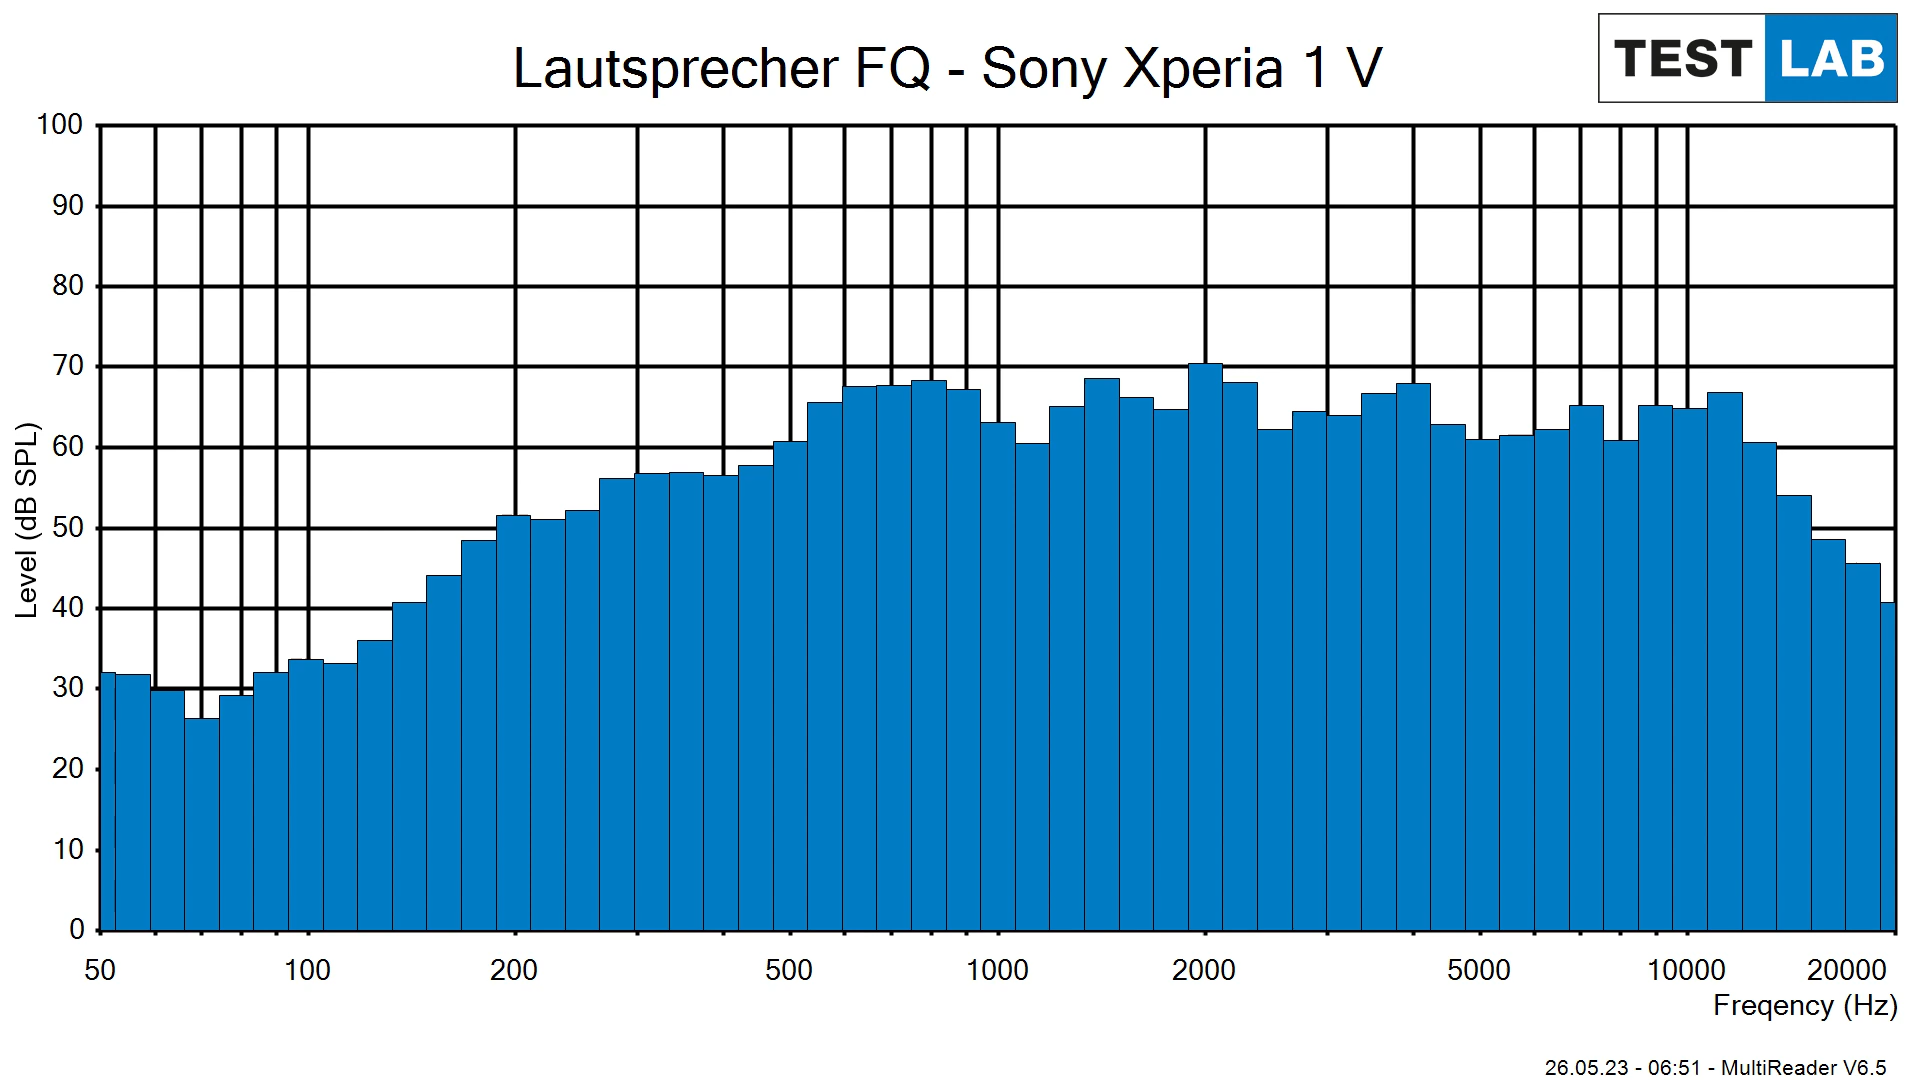 TEST LAB
Lautsprecher FQ - Sony Xperia 1 V
100
90
80
70
60
50
40
30
20
10
0
Level (dB SPL)
50 100 200 500 1000 2000 5000 10000 20000
Freqency (Hz)
26.05.23 - 06:51 - MultiReader V6.5